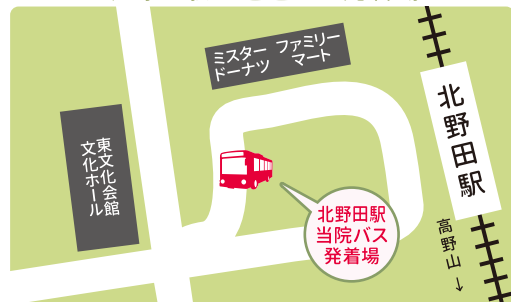 ミスター
ドーナツ
ファミリー
マート
北野田駅
東文化会館
文化ホール
北野田駅
当院バス
発着場
高野山↓